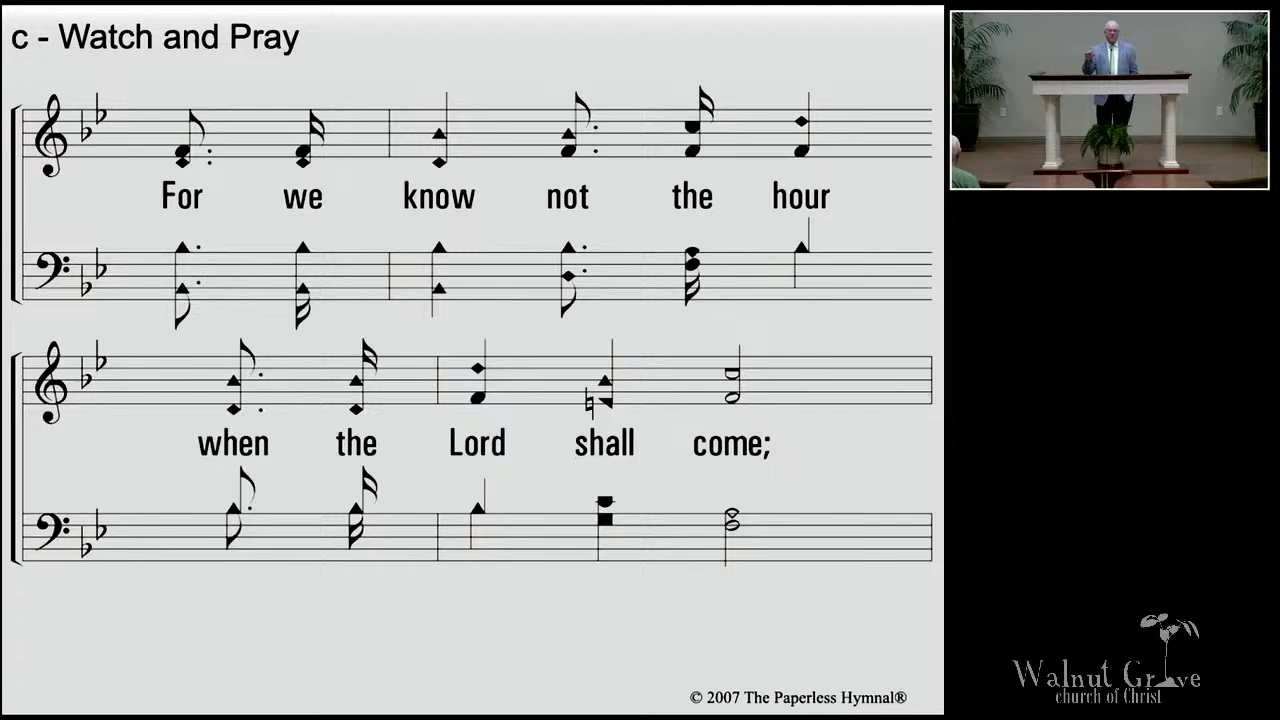 c - Watch and Pray
For we know not the hour
when the Lord shall come;
© 2007 The Paperless Hymnal®
Walnut Grove
church of Christ